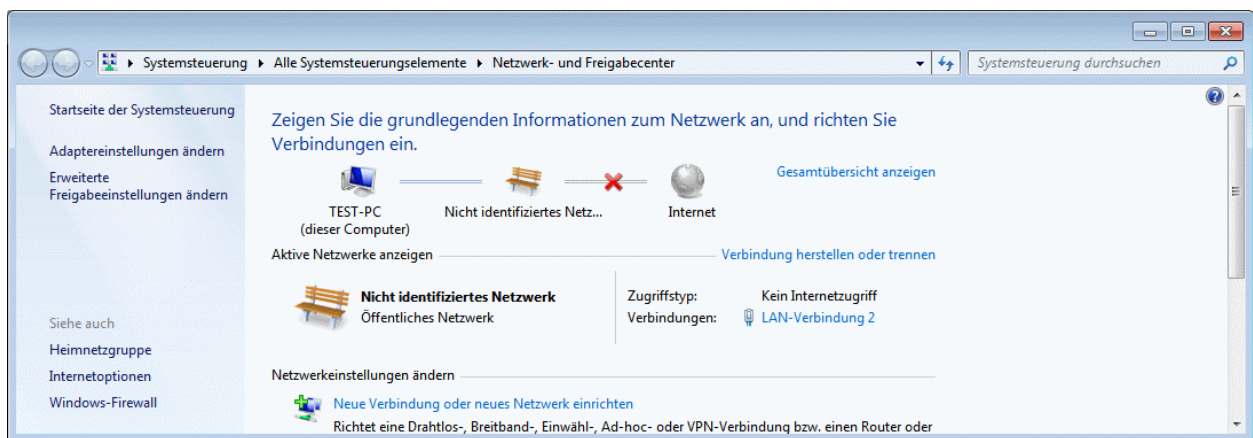 Systemsteuerung Alle Systemsteuerungselemente Netzwerk- und Freigabecenter
Systemsteuerung durchsuchen
Startseite der Systemsteuerung
Adaptereinstellungen ändern
Erweiterte
Freigabeeinstellungen ändern
Siehe auch
Heimnetzgruppe
Internetoptionen
Windows-Firewall
Zeigen Sie die grundlegenden Informationen zum Netzwerk an, und richten Sie
Verbindungen ein.
Gesamtübersicht anzeigen
TEST-PC
(dieser Computer)
Nicht identifiziertes Netz...
Internet
Aktive Netzwerke anzeigen
Verbindung herstellen oder trennen
Nicht identifiziertes Netzwerk
Öffentliches Netzwerk
Zugriffstyp: Kein Internetzugriff
Verbindungen: LAN-Verbindung 2
Netzwerkeinstellungen ändern
Neue Verbindung oder neues Netzwerk einrichten
Richtet eine Drahtlos-, Breitband-, Einwähl-, Ad-hoc- oder VPN-Verbindung bzw. einen Router oder